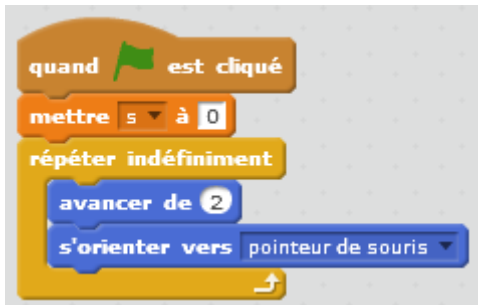 quand est cliqué
mettre s à 0
répéter indéfiniment
avancer de 2
s'orienter vers pointeur de souris